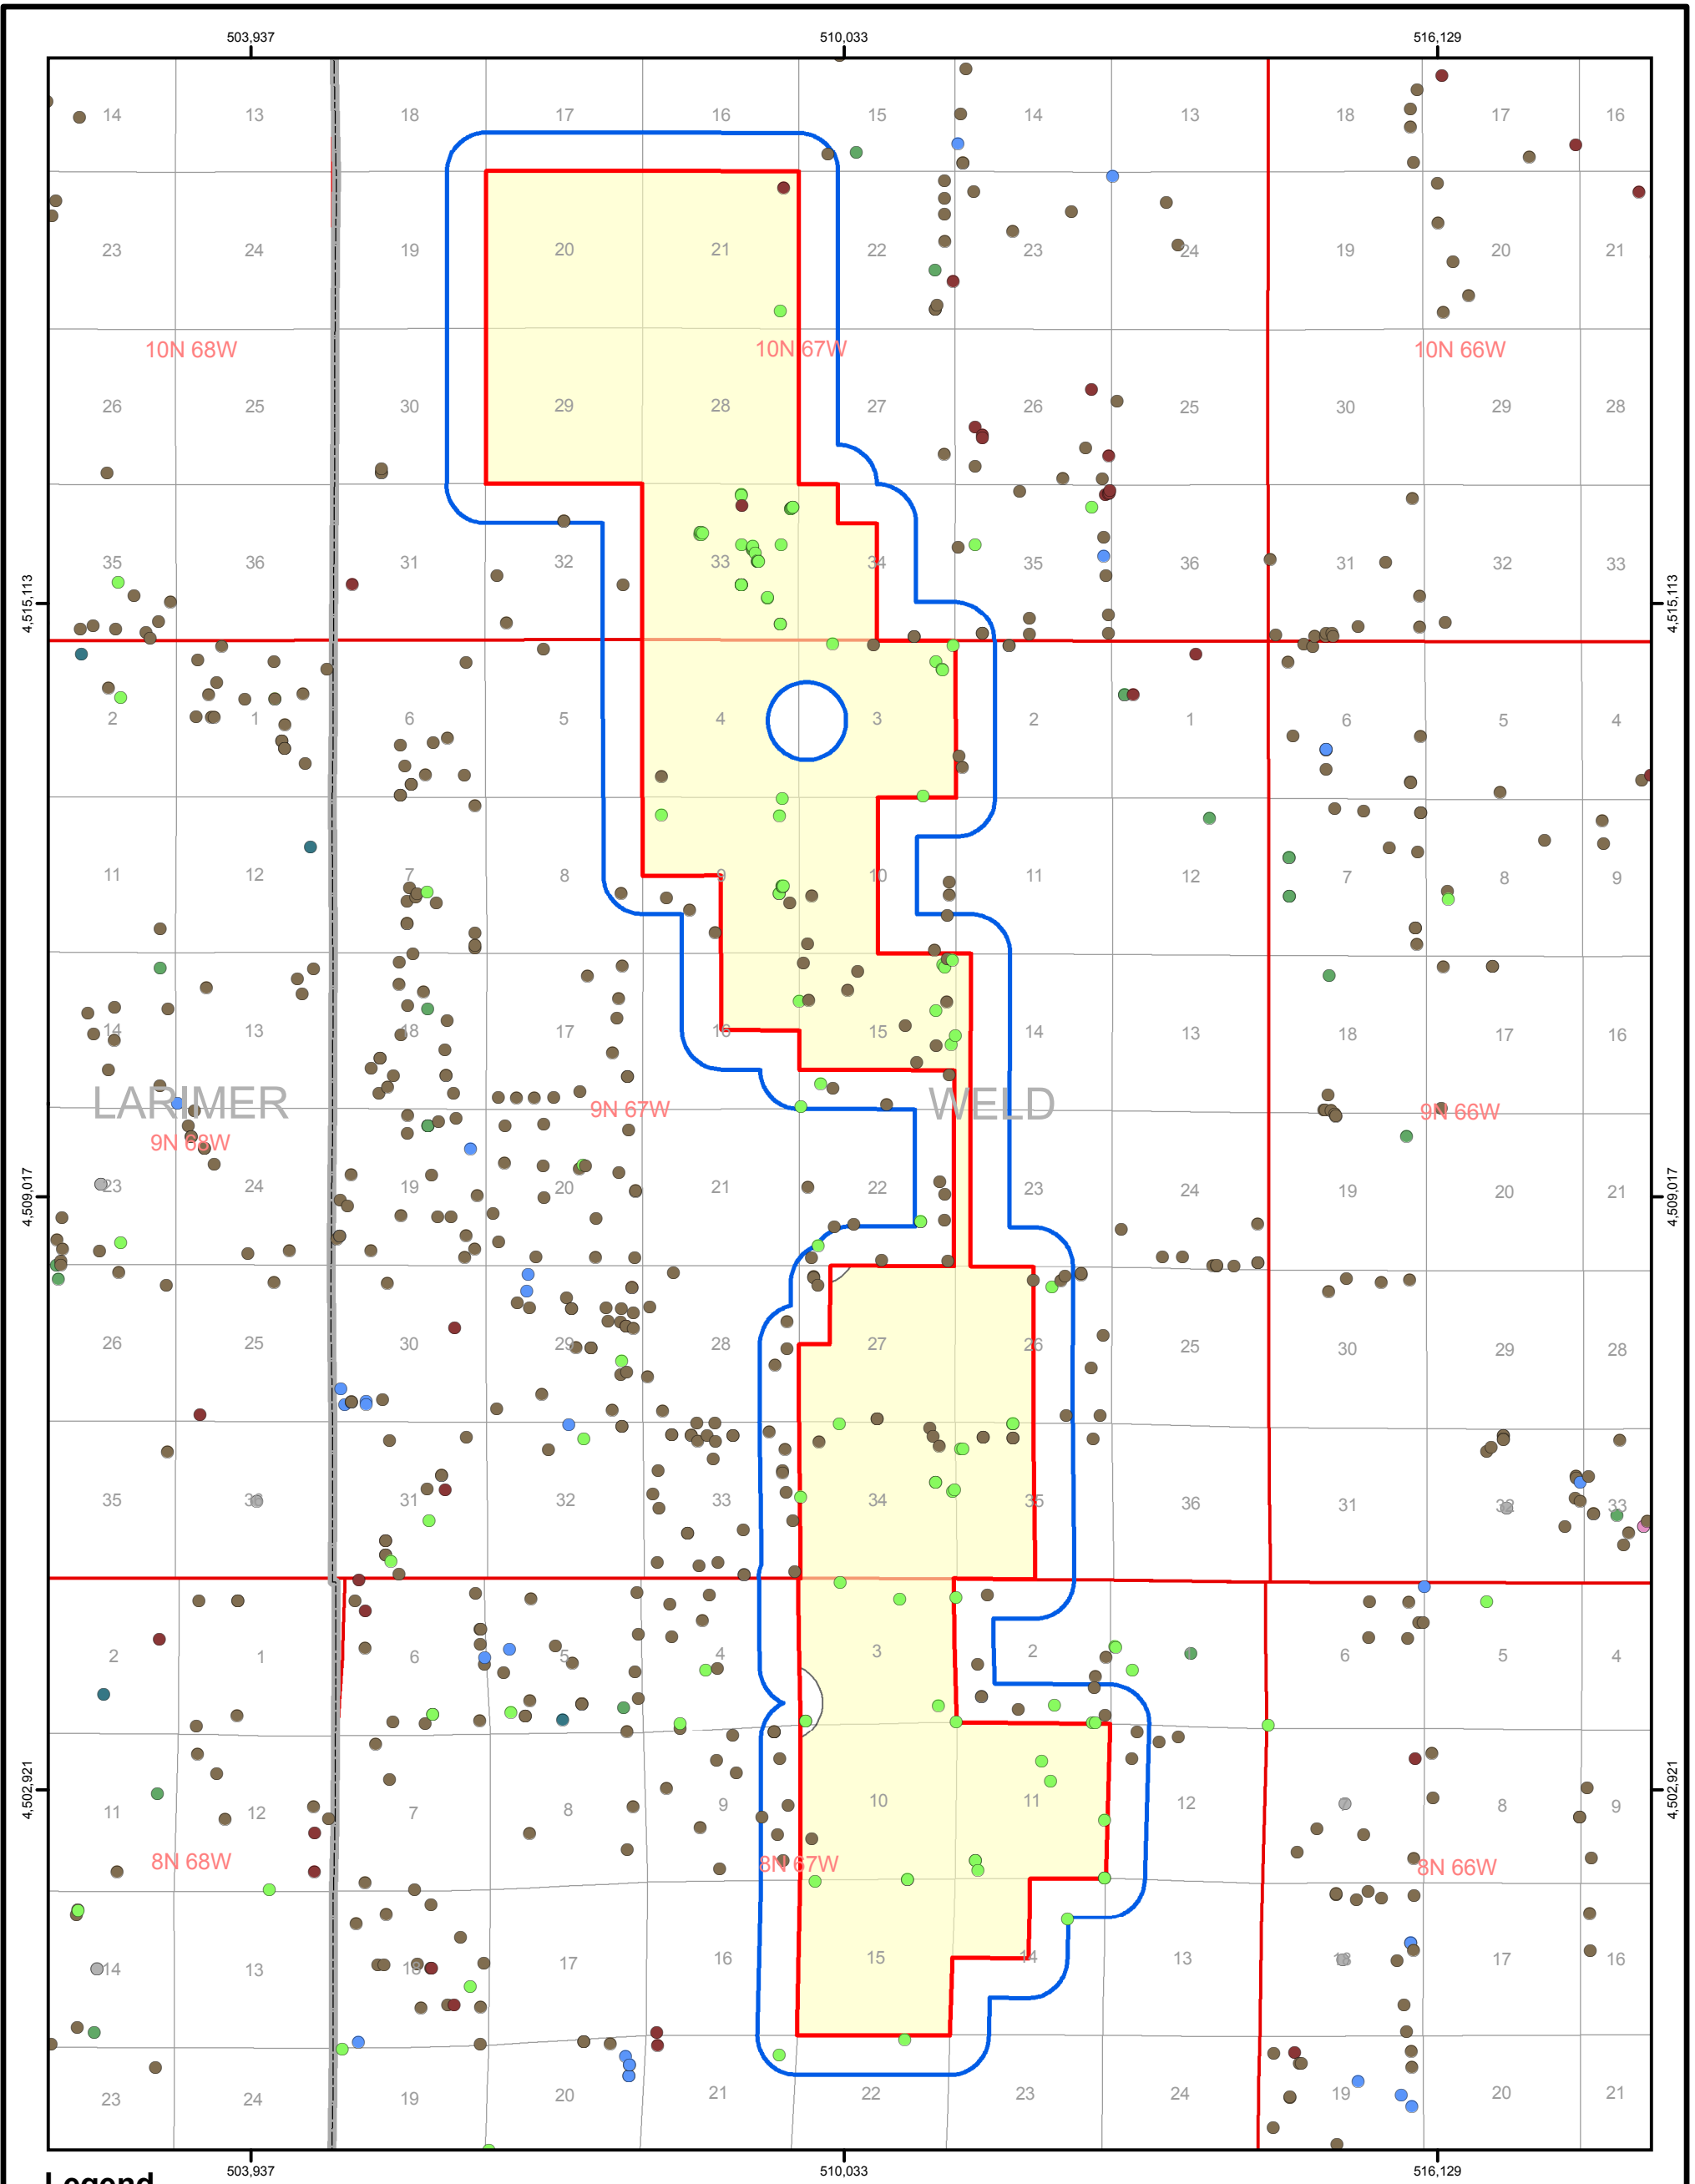 503,937 510,033 516,129
14 13 18 17 16 15 14 13 18 17 16
23 24 19 20 21 22 23 24 19 20 21
10N 68W 10N 67W 10N 66W
26 25 30 29 28 27 26 25 30 29 28
35 36 31 32 33 34 35 36 31 32 33
4,515,113 4,515,113
2 1 6 5 4 3 2 1 6 5 4
11 12 7 8 9 10 11 12 7 8 9
14 13 18 17 16 15 14 13 18 17 16
LARIMER WELD
9N 68W 9N 67W 9N 66W
23 24 19 20 21 22 23 24 19 20 21
4,509,017 4,509,017
26 25 30 29 28 27 26 25 30 29 28
35 36 31 32 33 34 35 36 31 32 33
2 1 6 5 4 3 2 6 5 4
4,502,921 4,502,921
11 12 7 8 9 10 11 12 8 9
8N 68W 8N 67W 8N 66W
14 13 18 17 16 15 14 13 18 17 16
23 24 19 20 21 22 23 24 19 20 21
503,937 510,033 516,129
Legend